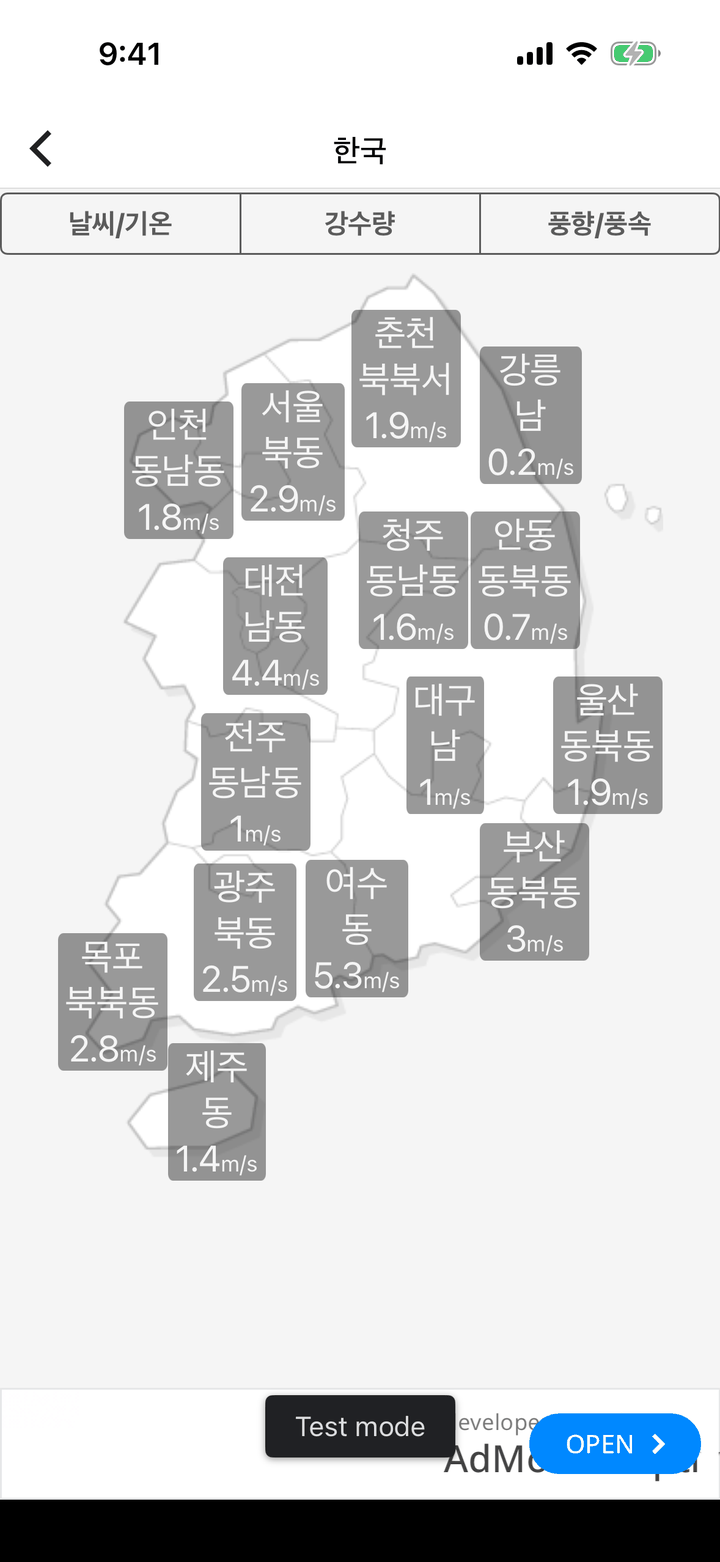 9:41
한국
날씨/기온
강수량
풍향/풍속
춘천
북북서
1.9m/s
강릉
남
0.2m/s
서울
북동
2.9m/s
인천
동남동
1.8m/s
청주
동남동
1.6m/s
안동
동북동
0.7m/s
대전
남동
4.4m/s
대구
남
1m/s
울산
동북동
1.9m/s
전주
동남동
1m/s
부산
동북동
3m/s
광주
북동
2.5m/s
여수
동
5.3m/s
목포
북북동
2.8m/s
제주
동
1.4m/s
Test mode
OPEN